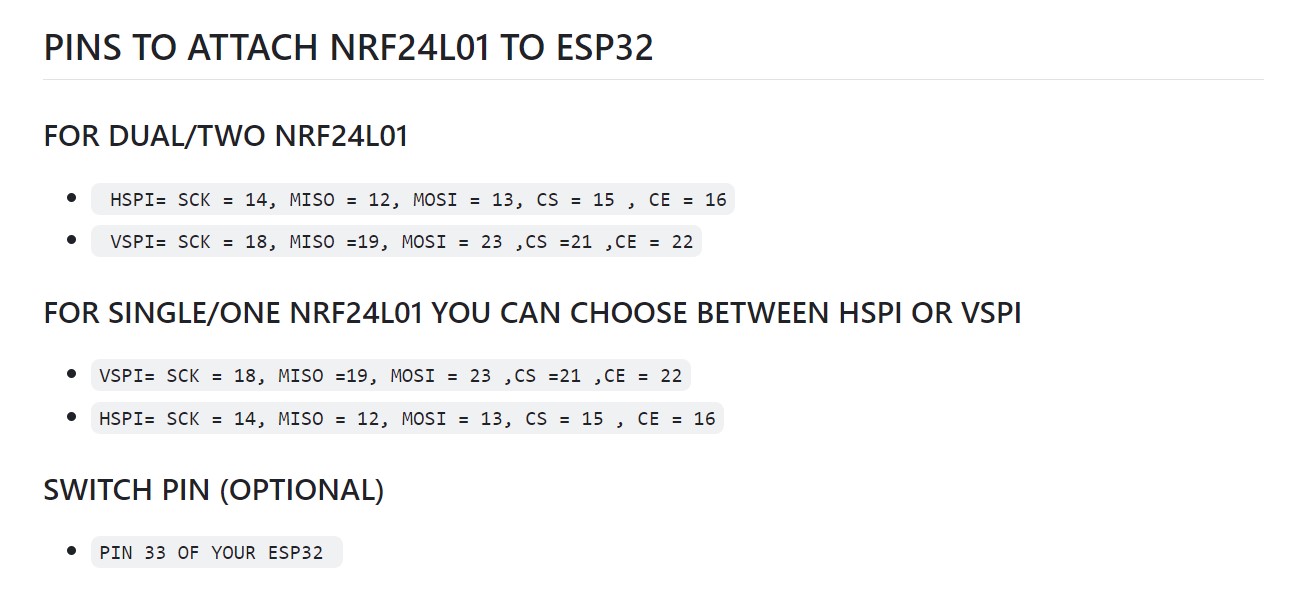 PINS TO ATTACH NRF24L01 TO ESP32
FOR DUAL/TWO NRF24L01
HSPI= SCK = 14, MISO = 12, MOSI = 13, CS = 15 , CE = 16
VSPI= SCK = 18, MISO =19, MOSI = 23 ,CS =21 ,CE = 22
FOR SINGLE/ONE NRF24L01 YOU CAN CHOOSE BETWEEN HSPI OR VSPI
VSPI= SCK = 18, MISO =19, MOSI = 23 ,CS =21 ,CE = 22
HSPI= SCK = 14, MISO = 12, MOSI = 13, CS = 15 , CE = 16
SWITCH PIN (OPTIONAL)
PIN 33 OF YOUR ESP32